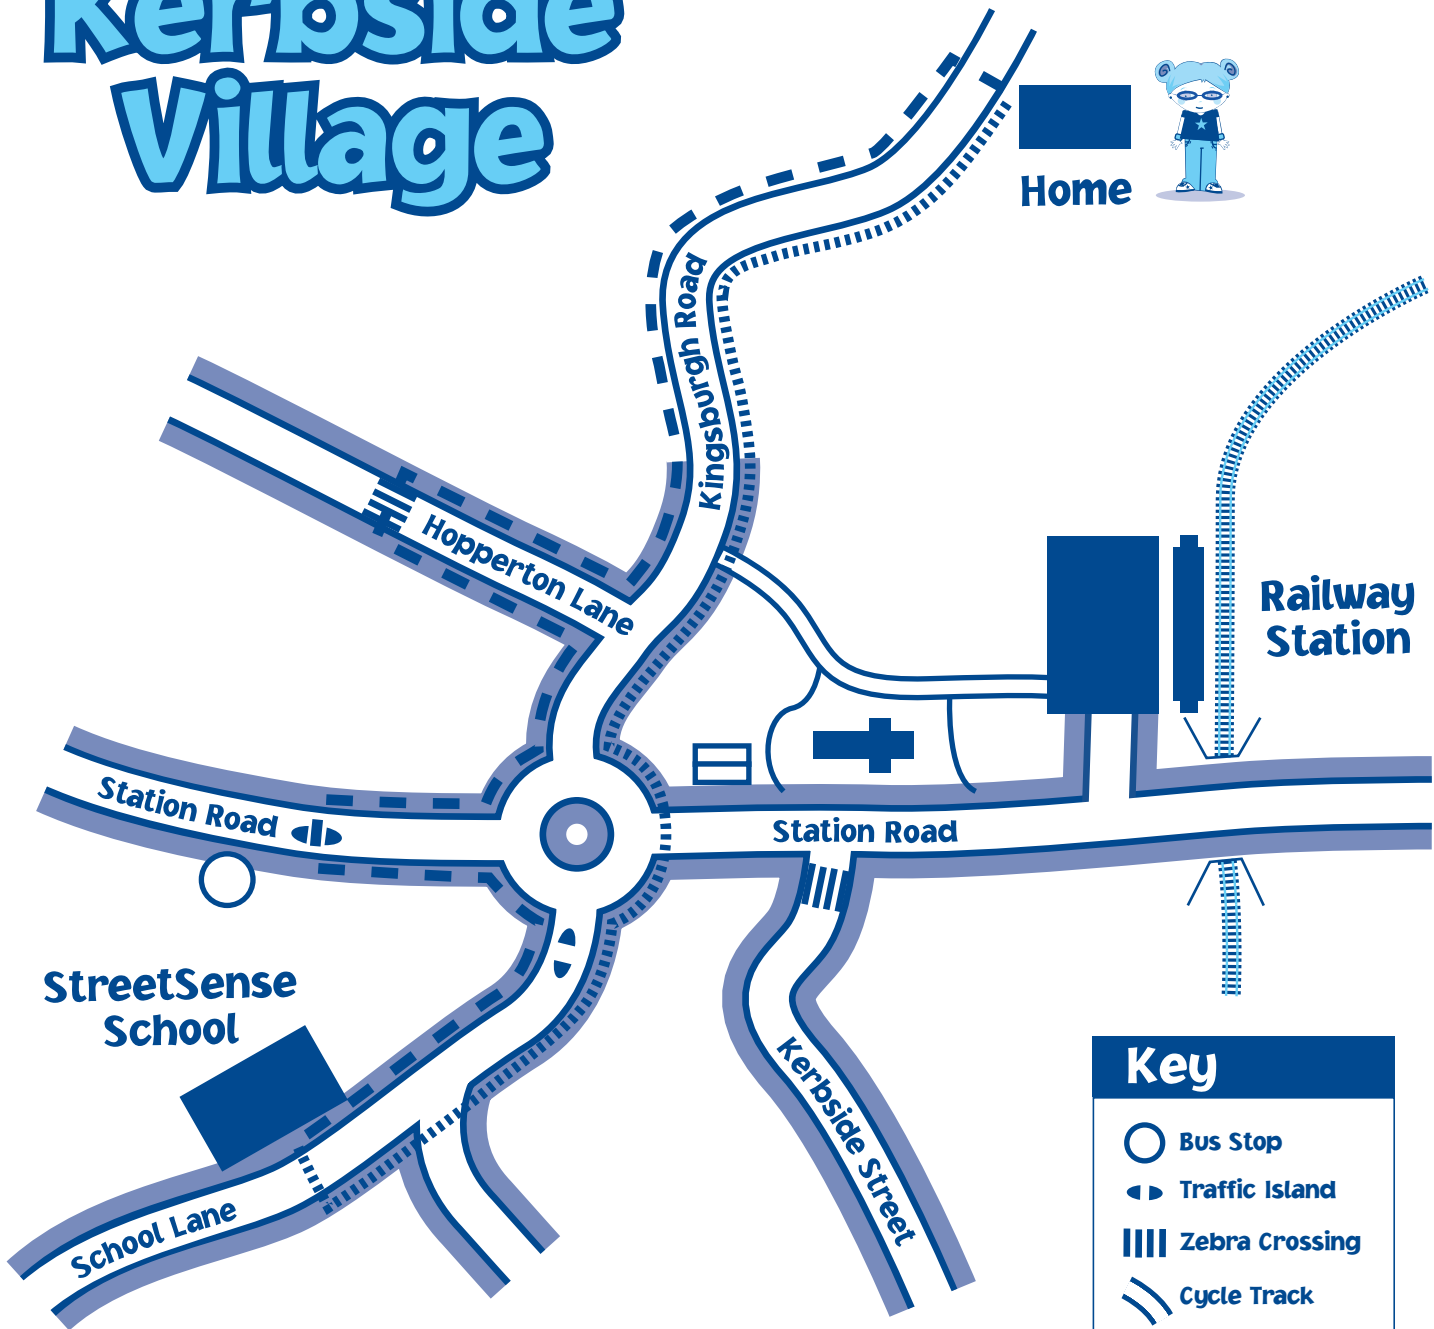 Kerbside
Village
Home
Kingsburgh Road
Hopperton Lane
Railway
Station
Station Road
Station Road
StreetSense
School
Kerbside Street
School Lane
Key
Bus Stop
Traffic Island
Zebra Crossing
Cycle Track